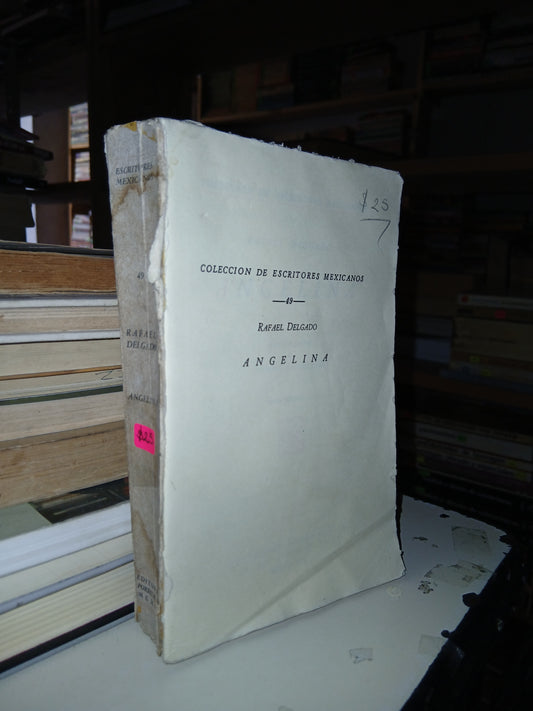 ESCRITORES
MEXICANOS
49
RAFAEL
DELGADO
ANGELINA
$25
$ 25
COLECCION DE ESCRITORES MEXICANOS
—49—
RAFAEL DELGADO
ANGELINA